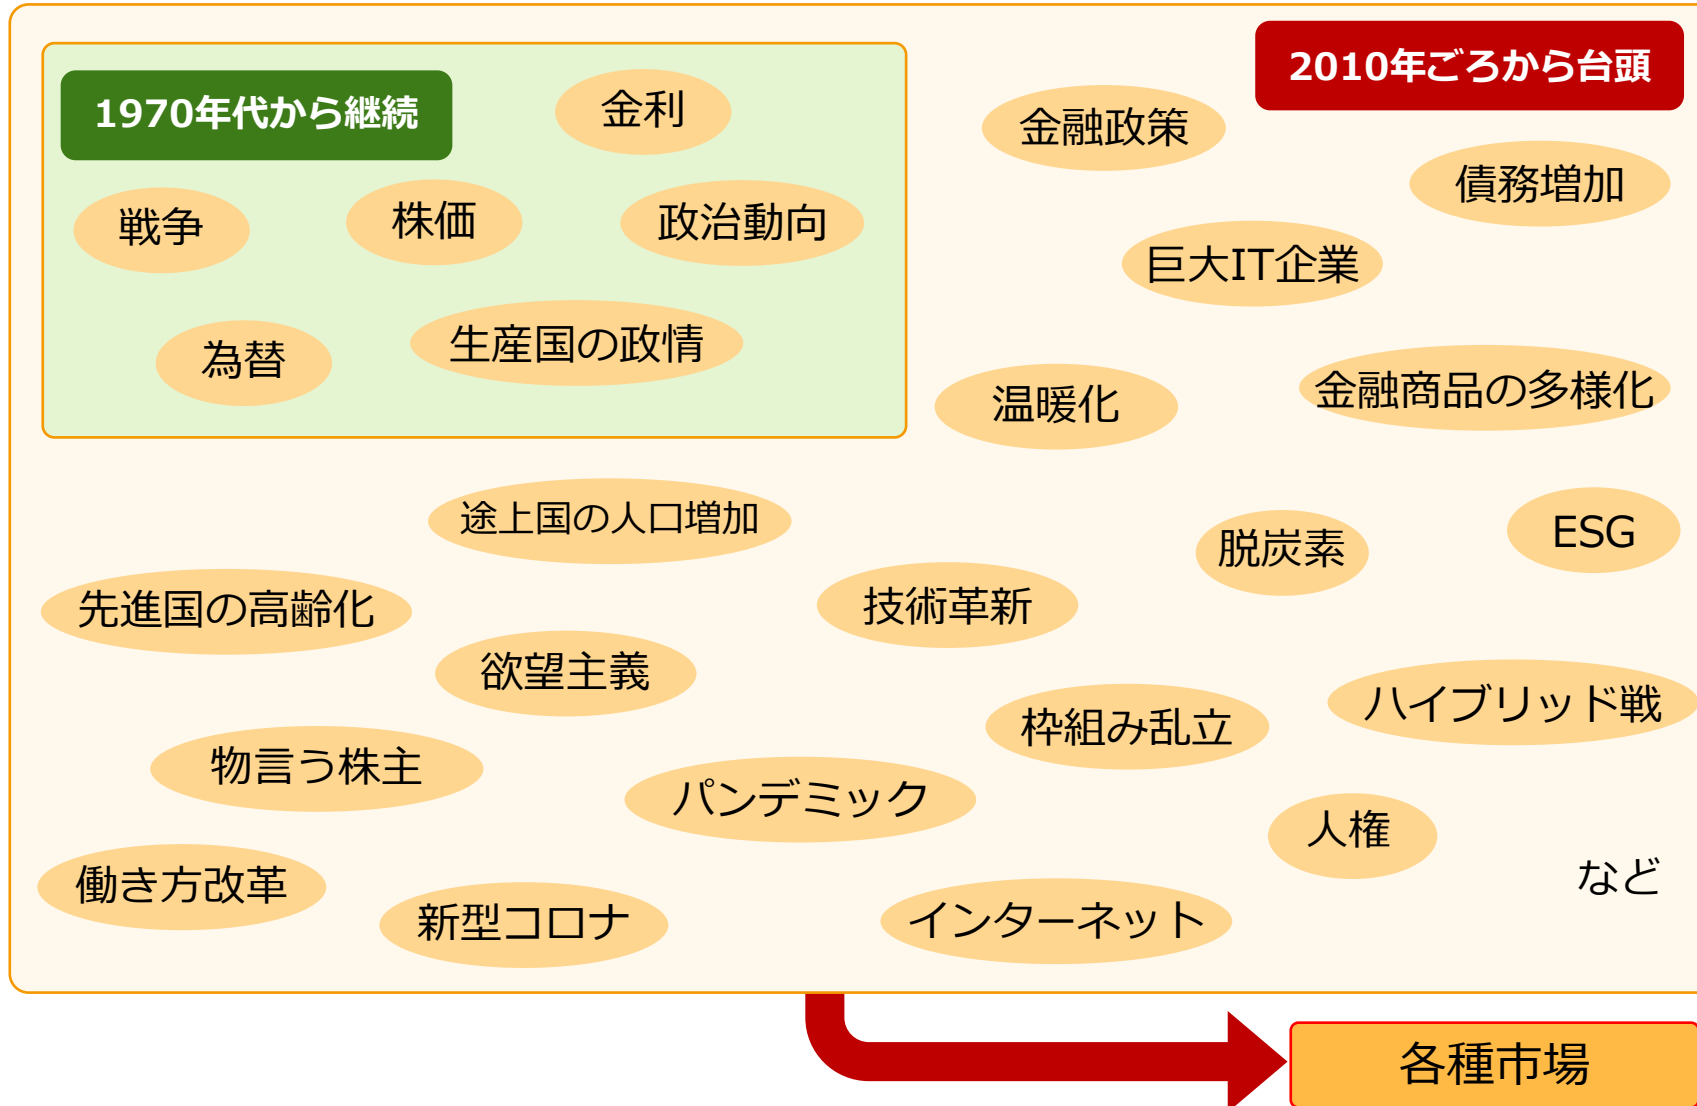 1970年代から継続
金利
戦争
株価
政治動向
為替
生産国の政情
2010年ごろから台頭
金融政策
債務増加
巨大IT企業
温暖化
金融商品の多様化
途上国の人口増加
脱炭素
ESG
先進国の高齢化
技術革新
欲望主義
枠組み乱立
ハイブリッド戦
物言う株主
パンデミック
人権
働き方改革
新型コロナ
インターネット
など
各種市場